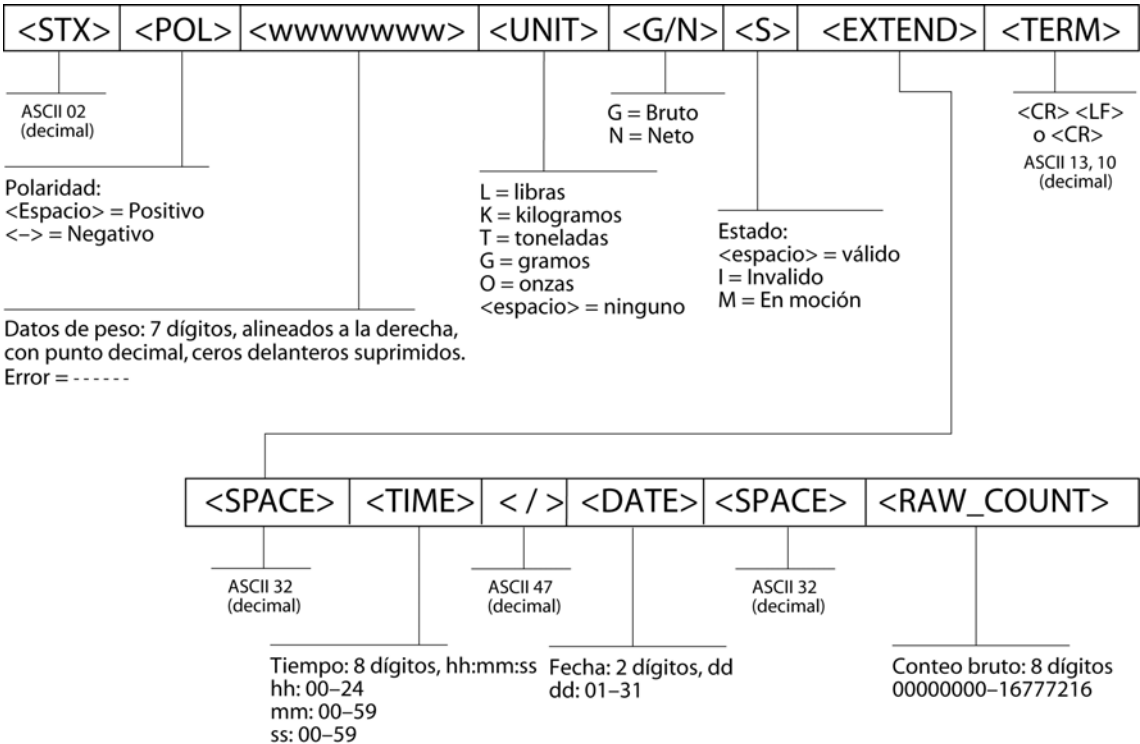 <STX> <POL> <wwwwwww> <UNIT> <G/N> <S> <EXTEND> <TERM>
ASCII 02
(decimal)
Polaridad:
<Espacio> = Positivo
<–> = Negativo
Datos de peso: 7 dígitos, alineados a la derecha,
con punto decimal, ceros delanteros suprimidos.
Error = - - - - - -
L = libras
K = kilogramos
T = toneladas
G = gramos
O = onzas
<espacio> = ninguno
G = Bruto
N = Neto
Estado:
<espacio> = válido
I = Invalido
M = En moción
<CR> <LF>
o <CR>
ASCII 13, 10
(decimal)
<SPACE> <TIME> < / > <DATE> <SPACE> <RAW_COUNT>
ASCII 32
(decimal)
Tiempo: 8 dígitos, hh:mm:ss
hh: 00–24
mm: 00–59
ss: 00–59
ASCII 47
(decimal)
Fecha: 2 dígitos, dd
dd: 01–31
ASCII 32
(decimal)
Conteo bruto: 8 dígitos
00000000–16777216